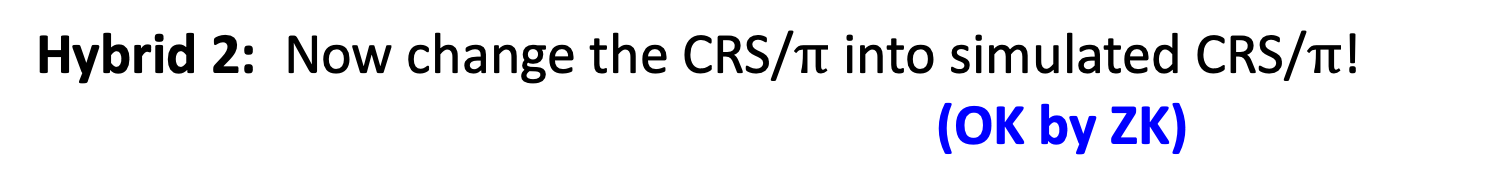 Hybrid 2: Now change the CRS/π into simulated CRS/π!
(OK by ZK)